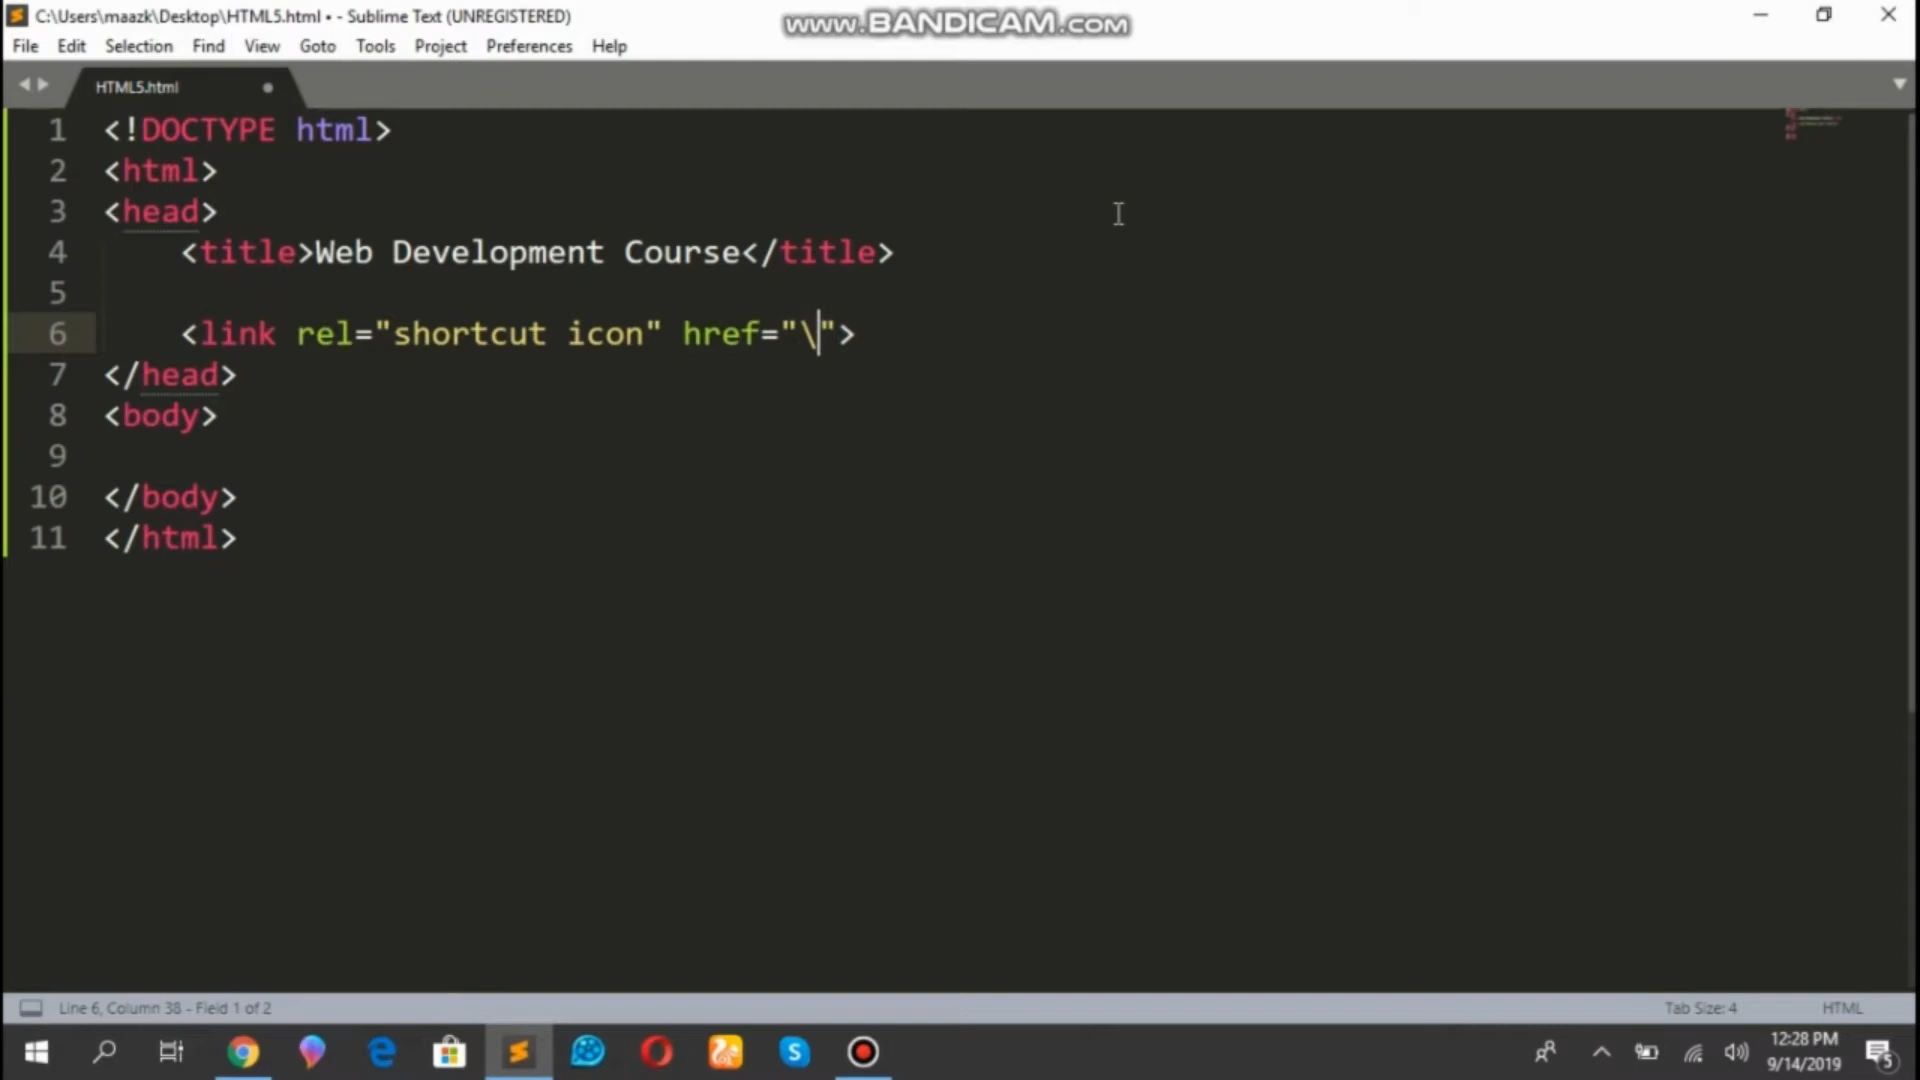 C:\Users\maazk\Desktop\HTML5.html • - Sublime Text (UNREGISTERED)
www.BANDICAM.com
File Edit Selection Find View Goto Tools Project Preferences Help
HTML5.html
1 <!DOCTYPE html>
2 <html>
3 <head>
4 <title>Web Development Course</title>
5
6 <link rel="shortcut icon" href="\">
7 </head>
8 <body>
9
10 </body>
11 </html>
Line 6, Column 38 - Field 1 of 2
Tab Size: 4
HTML
12:28 PM
9/14/2019
5